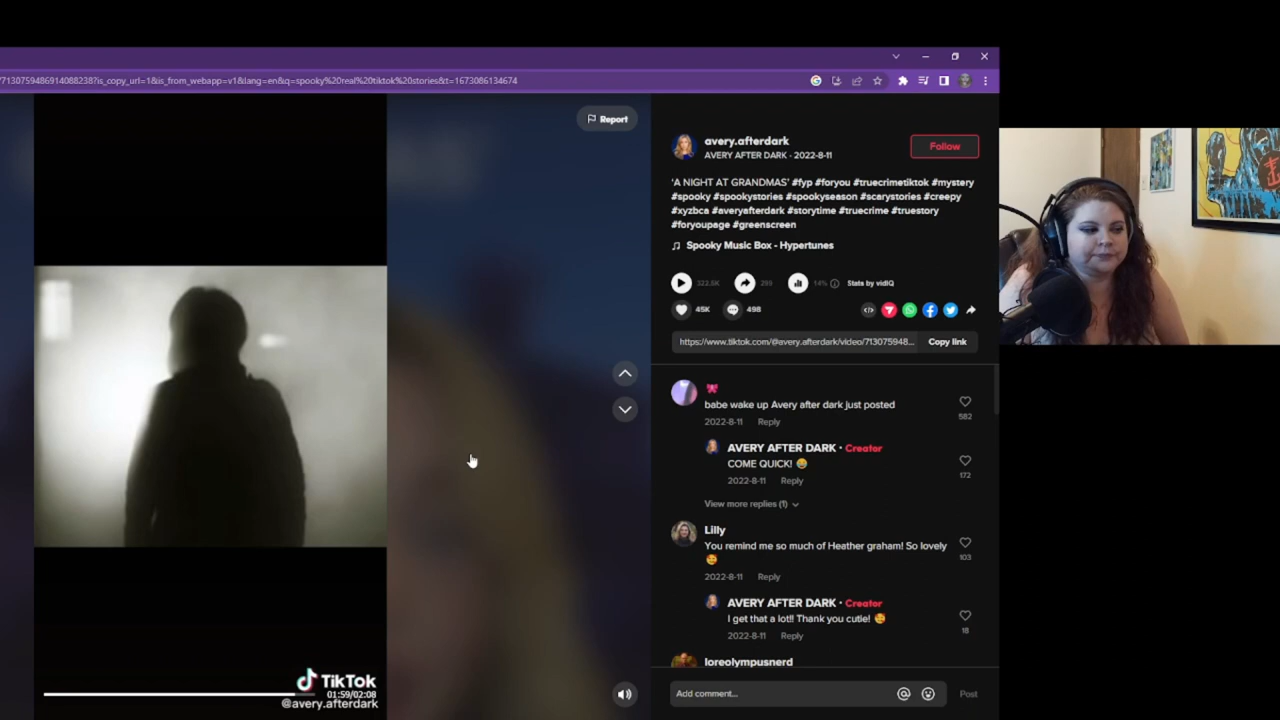 /7130759486914088238?is_copy_url=1&is_from_webapp=v1&lang=en&q=spooky%20real%20tiktok%20stories&t=1673086134674
Report
avery.afterdark
AVERY AFTER DARK · 2022-8-11
Follow
'A NIGHT AT GRANDMAS' #fyp #foryou #truecrimetiktok #mystery
#spooky #spookystories #spookyseason #scarystories #creepy
#xyzbca #averyafterdark #storytime #truecrime #truestory
#foryoupage #greenscreen
Spooky Music Box - Hypertunes
322.5K
299
14%
Stats by vidIQ
45K
498
https://www.tiktok.com/@avery.afterdark/video/713075948...
Copy link
babe wake up Avery after dark just posted
582
2022-8-11 Reply
AVERY AFTER DARK · Creator
COME QUICK! 😂
172
2022-8-11 Reply
View more replies (1)
Lilly
You remind me so much of Heather graham! So lovely
🥰
103
2022-8-11 Reply
AVERY AFTER DARK · Creator
I get that a lot!! Thank you cutie! 🥰
18
2022-8-11 Reply
loreolympusnerd
Add comment...
Post
TikTok
01:59/02:08
@avery.afterdark